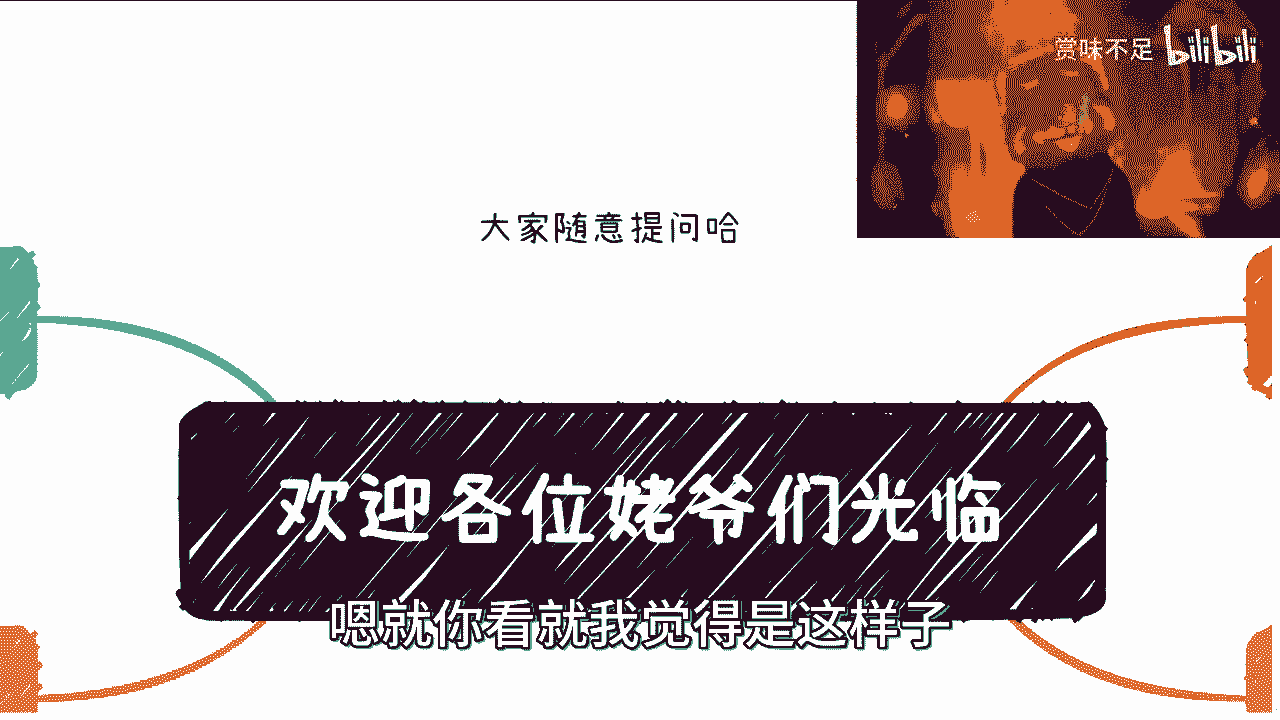 赏味不足 bilibili
大家随意提问哈
欢迎各位姥爷们光临
嗯就你看就我觉得是这样子